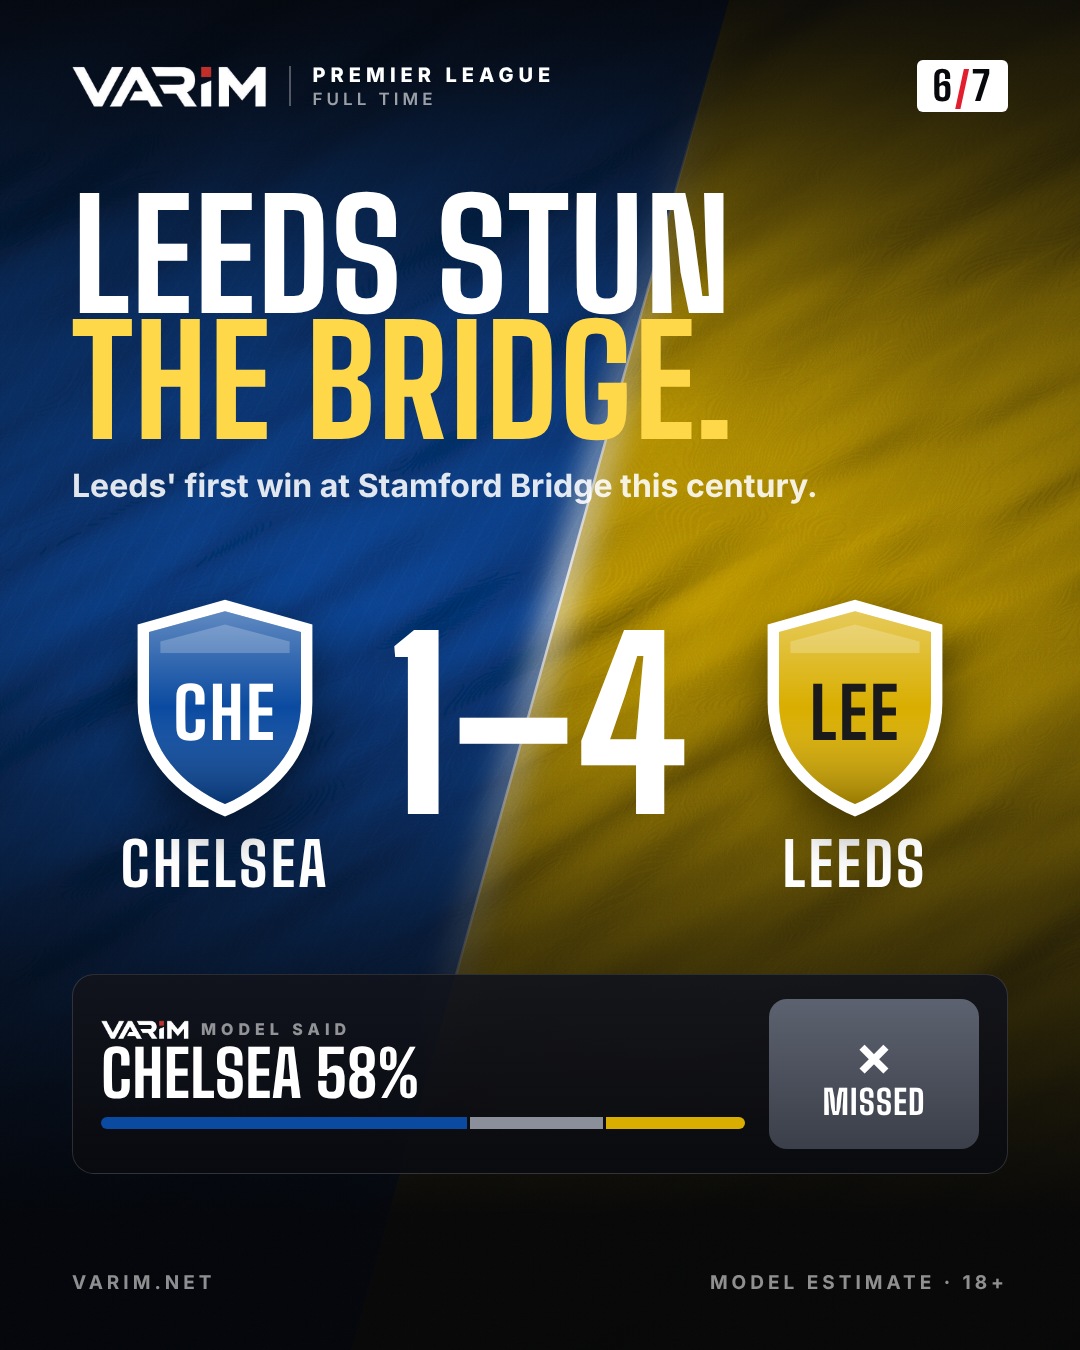 VARiM
PREMIER LEAGUE
FULL TIME
6/7
LEEDS STUN
THE BRIDGE.
Leeds' first win at Stamford Bridge this century.
CHE
1–4
LEE
CHELSEA
LEEDS
VARiM MODEL SAID
CHELSEA 58%
× MISSED
VARIM.NET
MODEL ESTIMATE · 18+